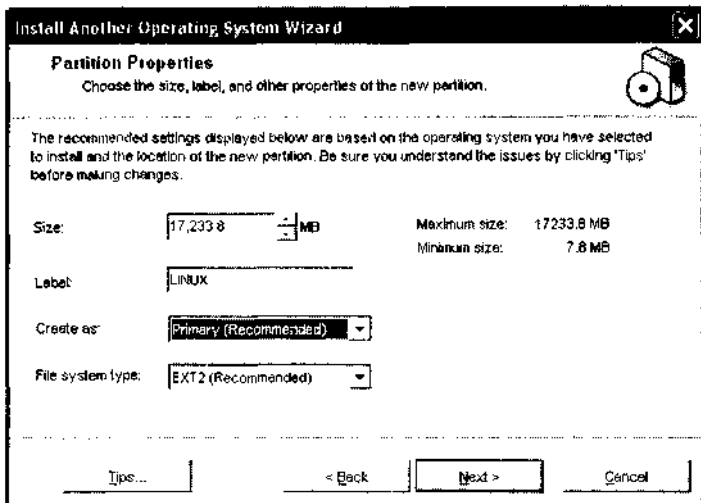 Install Another Operating System Wizard
Partition Properties
Choose the size, label, and other properties of the new partition.
The recommended settings displayed below are based on the operating system you have selected
to install and the location of the new partition. Be sure you understand the issues by clicking 'Tips'
before making changes.
Size: 17,233.8 MB Maximum size: 17233.8 MB
Minimum size: 7.8 MB
Label: LINUX
Create as: Primary (Recommended)
File system type: EXT2 (Recommended)
Tips... < Back Next > Cancel